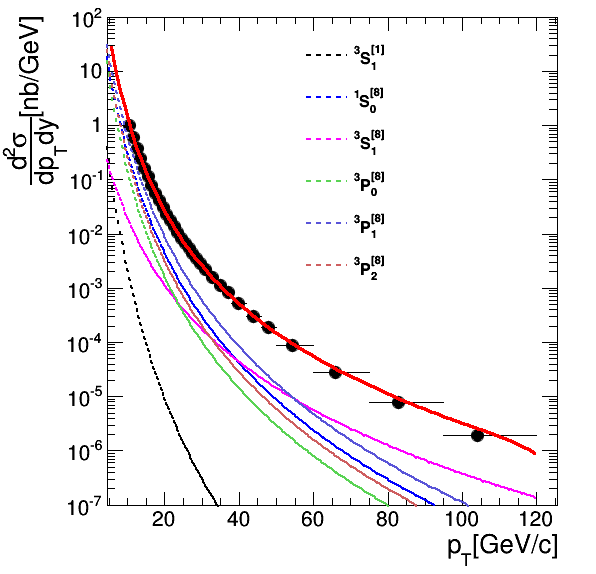 d²σ
dp_T dy [nb/GeV]
10²
10
1
10⁻¹
10⁻²
10⁻³
10⁻⁴
10⁻⁵
10⁻⁶
10⁻⁷
³S₁^[1]
¹S₀^[8]
³S₁^[8]
³P₀^[8]
³P₁^[8]
³P₂^[8]
20 40 60 80 100 120
p_T[GeV/c]